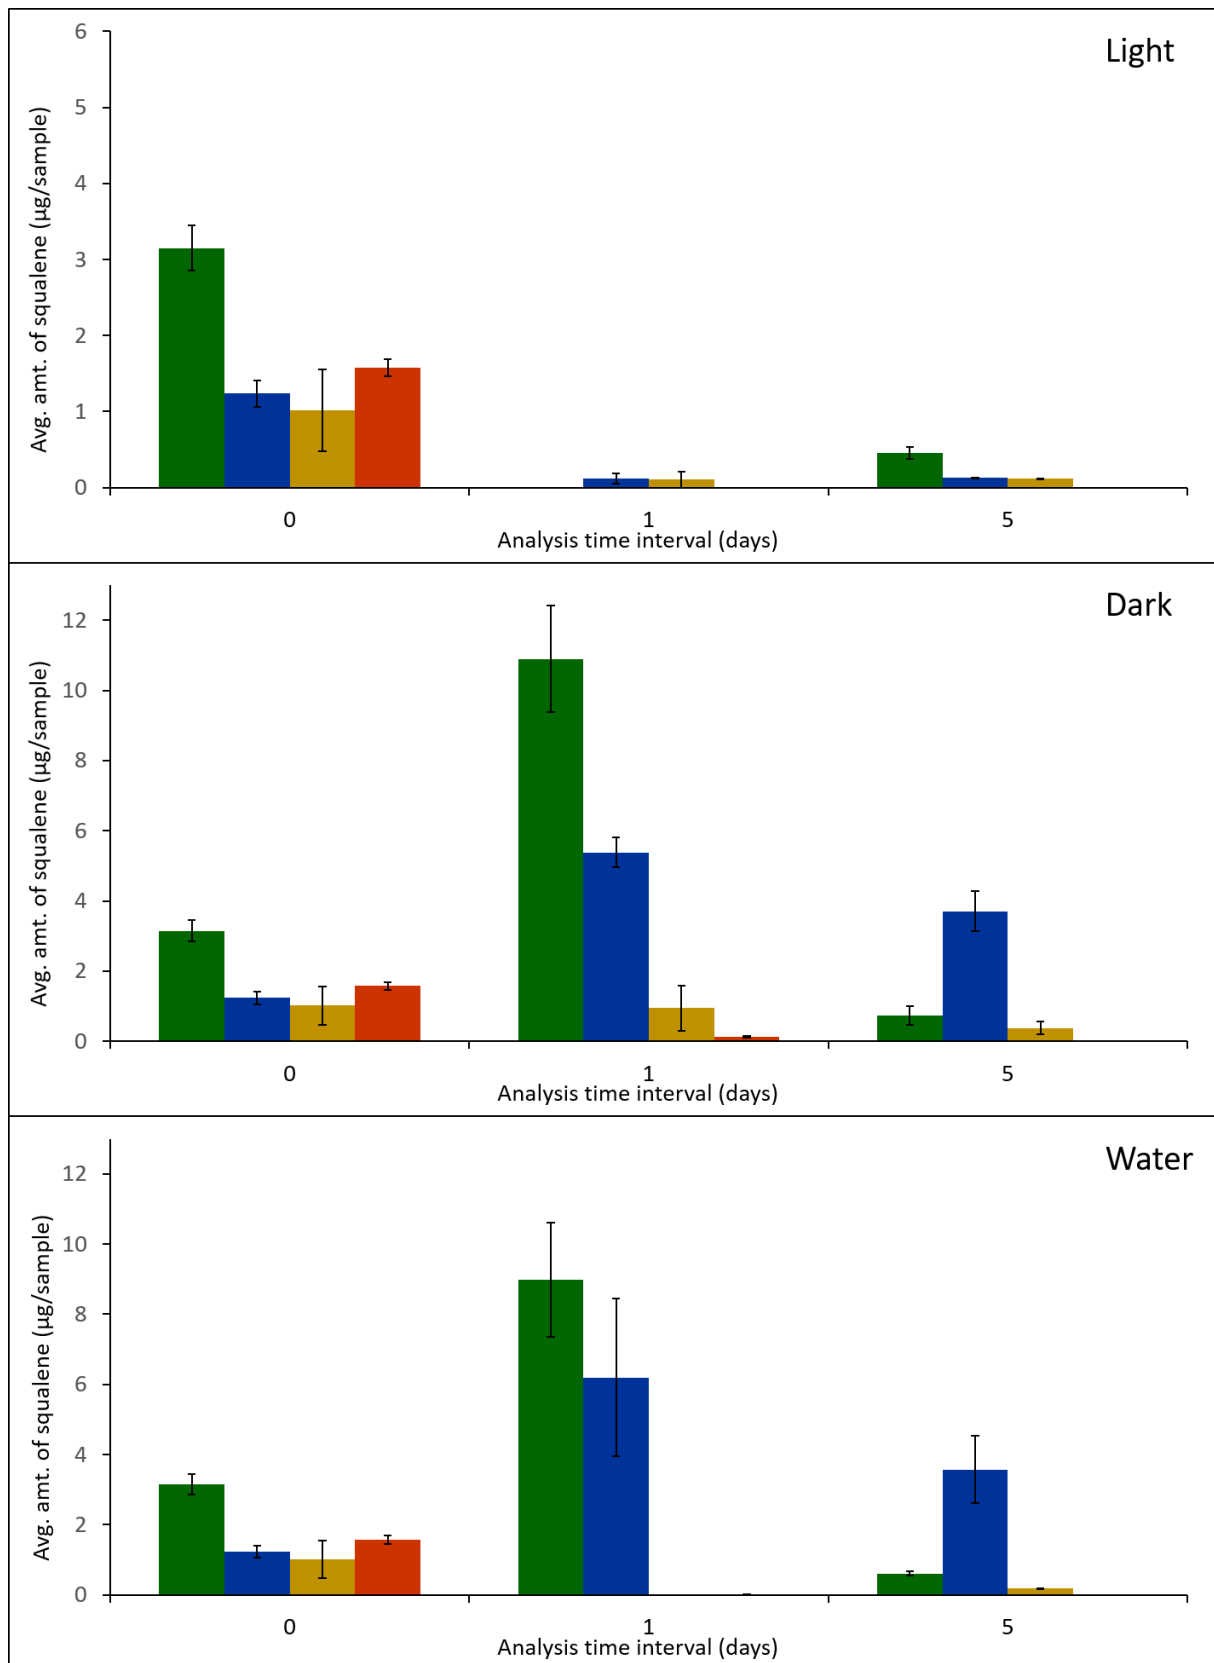 Light
Avg. amt. of squalene (µg/sample)
6
5
4
3
2
1
0
0 1 5
Analysis time interval (days)
Dark
Avg. amt. of squalene (µg/sample)
12
10
8
6
4
2
0
0 1 5
Analysis time interval (days)
Water
Avg. amt. of squalene (µg/sample)
12
10
8
6
4
2
0
0 1 5
Analysis time interval (days)